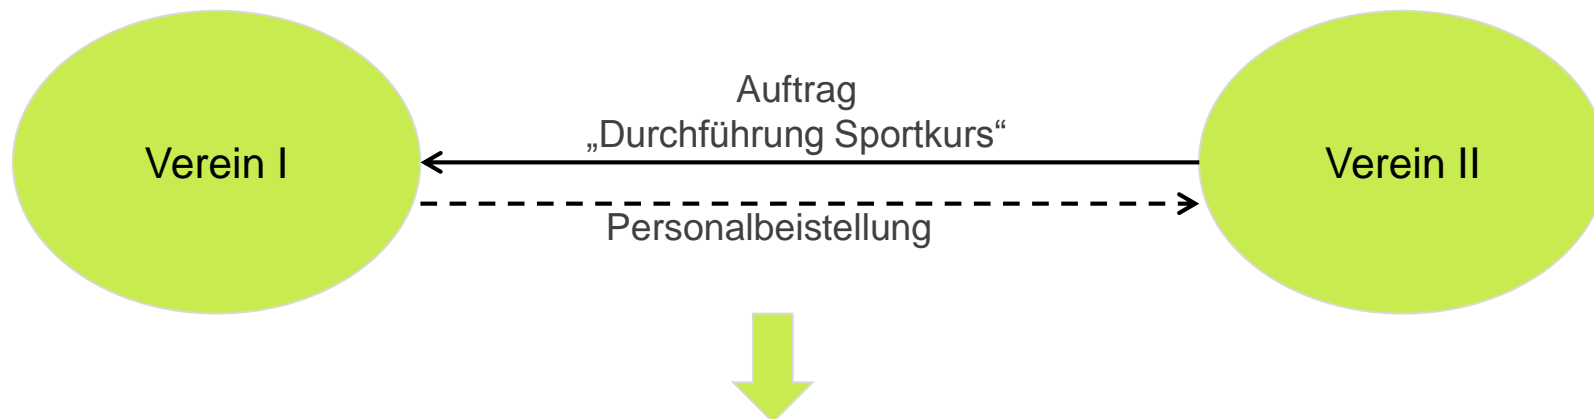 Auftrag
„Durchführung Sportkurs“
Verein I
Verein II
Personalbeistellung